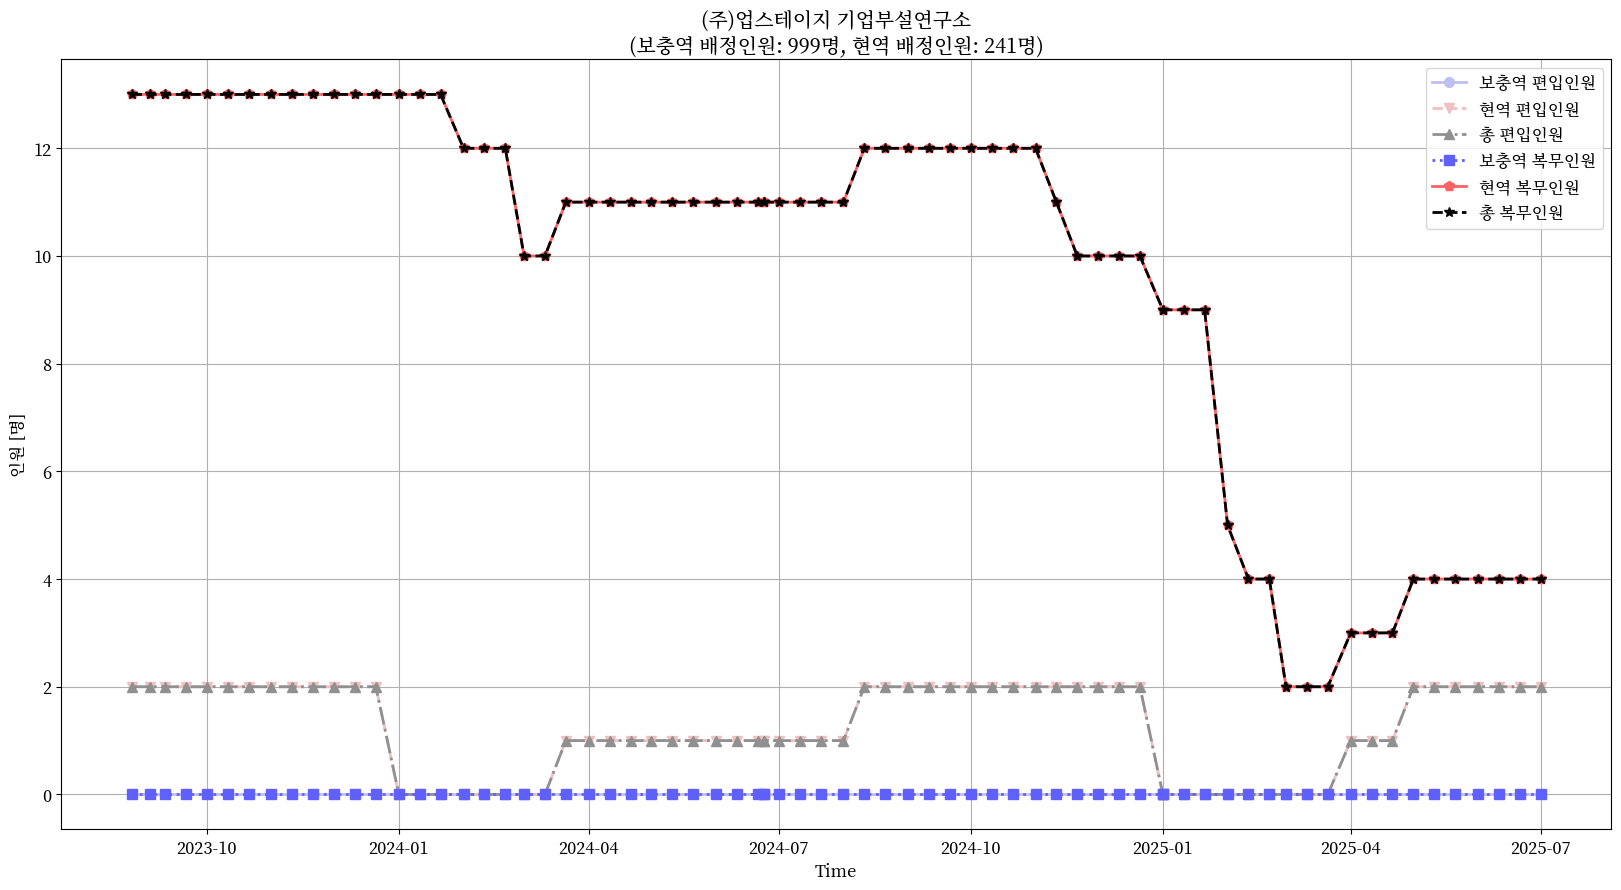 (주)업스테이지 기업부설연구소
(보충역 배정인원: 999명, 현역 배정인원: 241명)
보충역 편입인원
현역 편입인원
총 편입인원
보충역 복무인원
현역 복무인원
총 복무인원
인원 [명]
12
10
8
6
4
2
0
2023-10 2024-01 2024-04 2024-07 2024-10 2025-01 2025-04 2025-07
Time